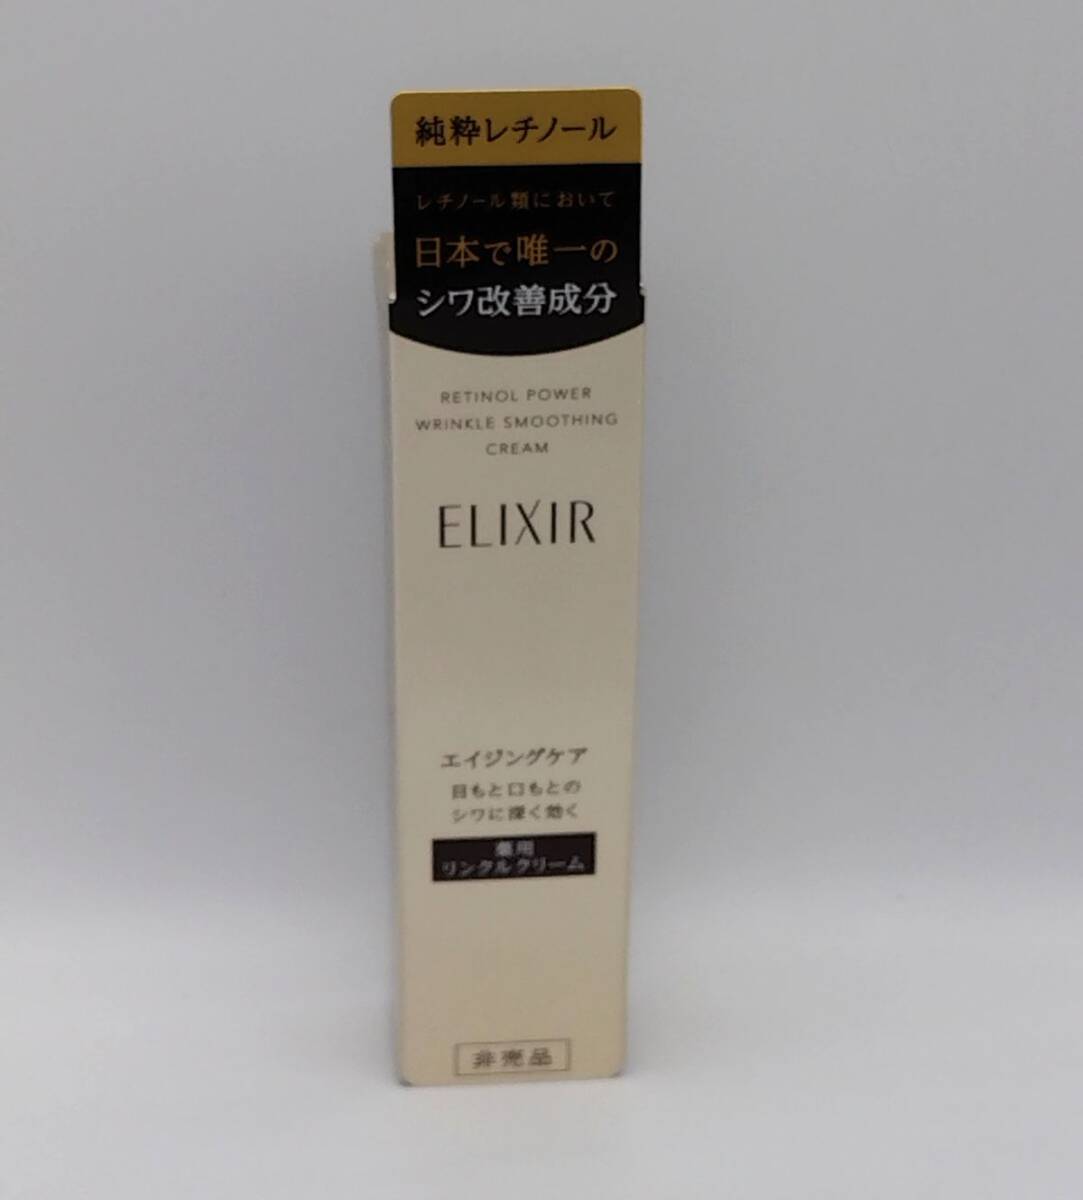 純粋レチノール
レチノール類において
日本で唯一の
シワ改善成分
RETINOL POWER
WRINKLE SMOOTHING
CREAM
ELIXIR
エイジングケア
目もと口もとの
シワに深く効く
薬用
リンクルクリーム
非売品